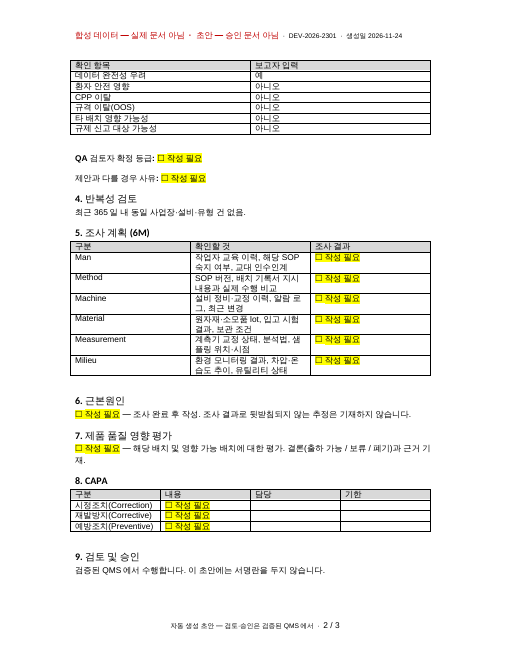 합성 데이터 — 실제 문서 아님 · 초안 — 승인 문서 아님 · DEV-2026-2301 · 생성일 2026-11-24
확인 항목 보고자 입력
데이터 완전성 우려 예
환자 안전 영향 아니오
CPP 이탈 아니오
규격 이탈(OOS) 아니오
타 배치 영향 가능성 아니오
규제 신고 대상 가능성 아니오
QA 검토자 확정 등급: ☐ 작성 필요
제안과 다를 경우 사유: ☐ 작성 필요
4. 반복성 검토
최근 365 일 내 동일 사업장·설비·유형 건 없음.
5. 조사 계획 (6M)
구분 확인할 것 조사 결과
Man 작업자 교육 이력, 해당 SOP ☐ 작성 필요
숙지 여부, 교대 인수인계
Method SOP 버전, 배치 기록서 지시 ☐ 작성 필요
내용과 실제 수행 비교
Machine 설비 정비·교정 이력, 알람 로 ☐ 작성 필요
그, 최근 변경
Material 원자재·소모품 lot, 입고 시험 ☐ 작성 필요
결과, 보관 조건
Measurement 계측기 교정 상태, 분석법, 샘 ☐ 작성 필요
플링 위치·시점
Milieu 환경 모니터링 결과, 차압·온 ☐ 작성 필요
습도 추이, 유틸리티 상태
6. 근본원인
☐ 작성 필요 — 조사 완료 후 작성. 조사 결과로 뒷받침되지 않는 추정은 기재하지 않습니다.
7. 제품 품질 영향 평가
☐ 작성 필요 — 해당 배치 및 영향 가능 배치에 대한 평가. 결론(출하 가능 / 보류 / 폐기)과 근거 기
재.
8. CAPA
구분 내용 담당 기한
시정조치(Correction) ☐ 작성 필요
재발방지(Corrective) ☐ 작성 필요
예방조치(Preventive) ☐ 작성 필요
9. 검토 및 승인
검증된 QMS 에서 수행합니다. 이 초안에는 서명란을 두지 않습니다.
자동 생성 초안 — 검토·승인은 검증된 QMS 에서 · 2 / 3